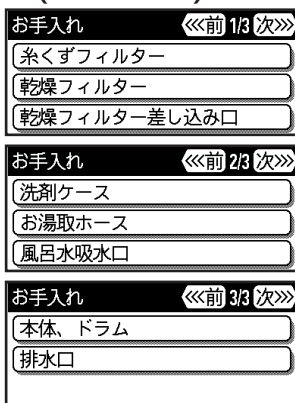 お手入れ 《前 1/3 次》
糸くずフィルター
乾燥フィルター
乾燥フィルター差し込み口
お手入れ 《前 2/3 次》
洗剤ケース
お湯取ホース
風呂水吸水口
お手入れ 《前 3/3 次》
本体、ドラム
排水口